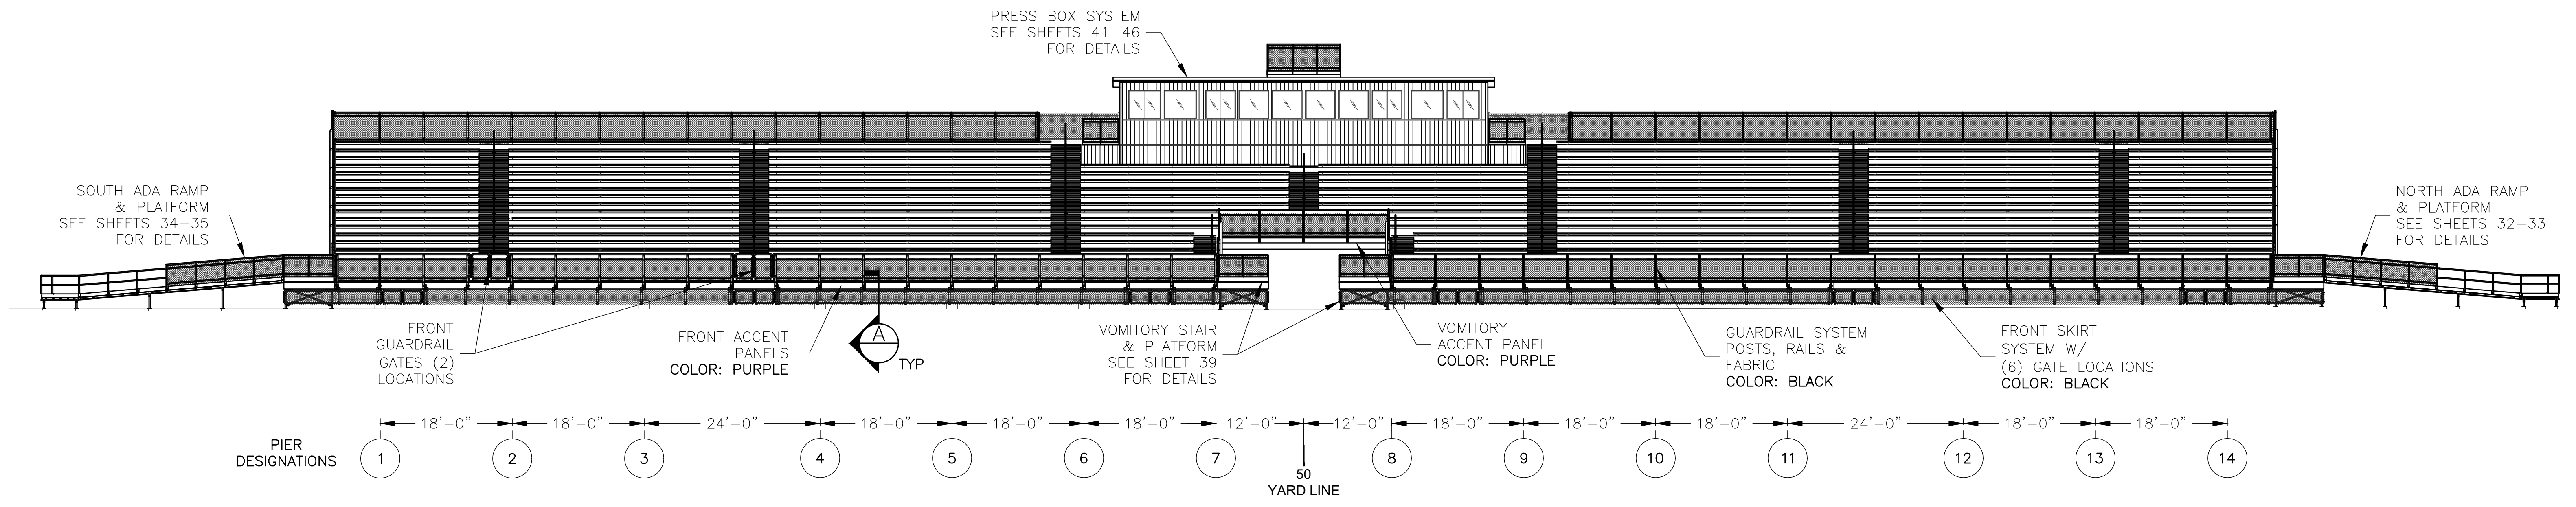 PRESS BOX SYSTEM
SEE SHEETS 41-46
FOR DETAILS
SOUTH ADA RAMP
& PLATFORM
SEE SHEETS 34-35
FOR DETAILS
NORTH ADA RAMP
& PLATFORM
SEE SHEETS 32-33
FOR DETAILS
FRONT
GUARDRAIL
GATES (2)
LOCATIONS
FRONT ACCENT
PANELS
COLOR: PURPLE
A
TYP
VOMITORY STAIR
& PLATFORM
SEE SHEET 39
FOR DETAILS
VOMITORY
ACCENT PANEL
COLOR: PURPLE
GUARDRAIL SYSTEM
POSTS, RAILS &
FABRIC
COLOR: BLACK
FRONT SKIRT
SYSTEM W/
(6) GATE LOCATIONS
COLOR: BLACK
18'-0" 18'-0" 24'-0" 18'-0" 18'-0" 18'-0" 12'-0" 12'-0" 18'-0" 18'-0" 18'-0" 24'-0" 18'-0" 18'-0"
PIER
DESIGNATIONS
1 2 3 4 5 6 7 8 9 10 11 12 13 14
50
YARD LINE